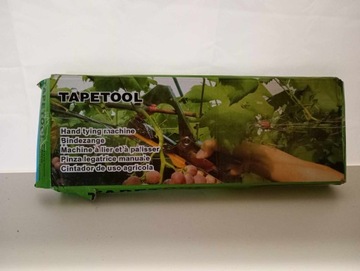 TAPETOOL
Hand tying machine
Bindezange
Machine à lier et à palisser
Pinza legatrice manuale
Cintador de uso agrícola